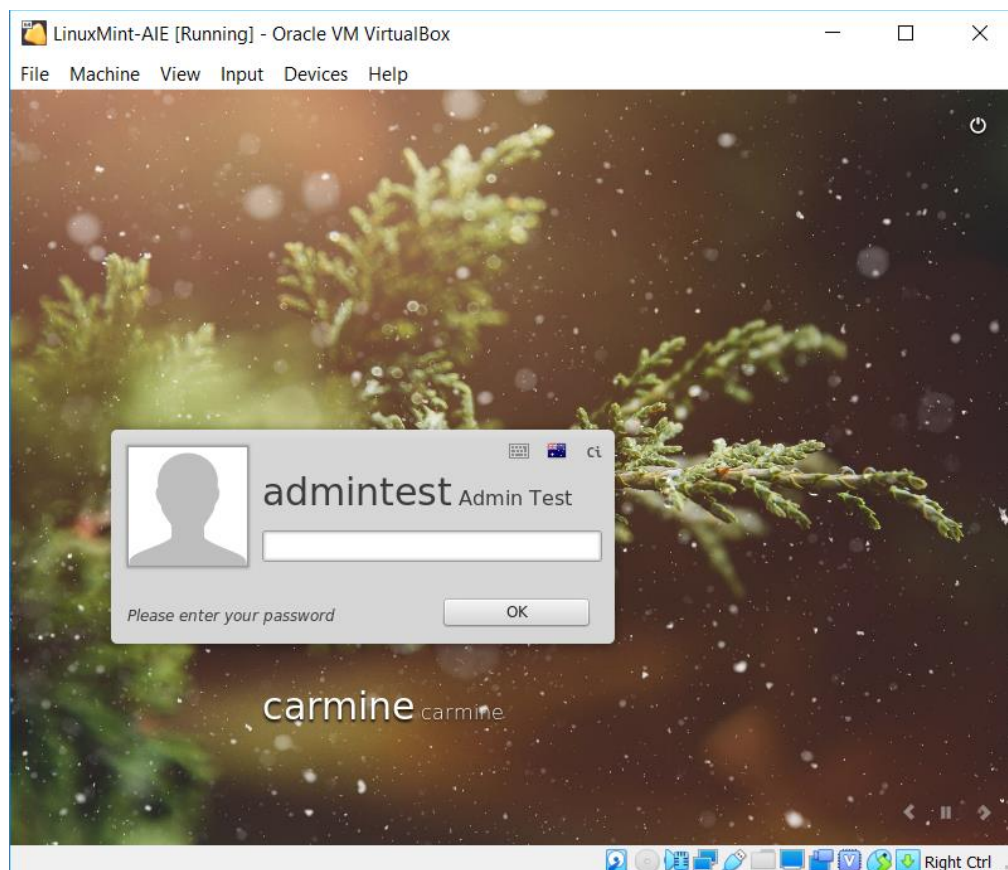 LinuxMint-AIE [Running] - Oracle VM VirtualBox
File Machine View Input Devices Help
Ci
admintest Admin Test
Please enter your password
OK
carmine carmine
V
Right Ctrl